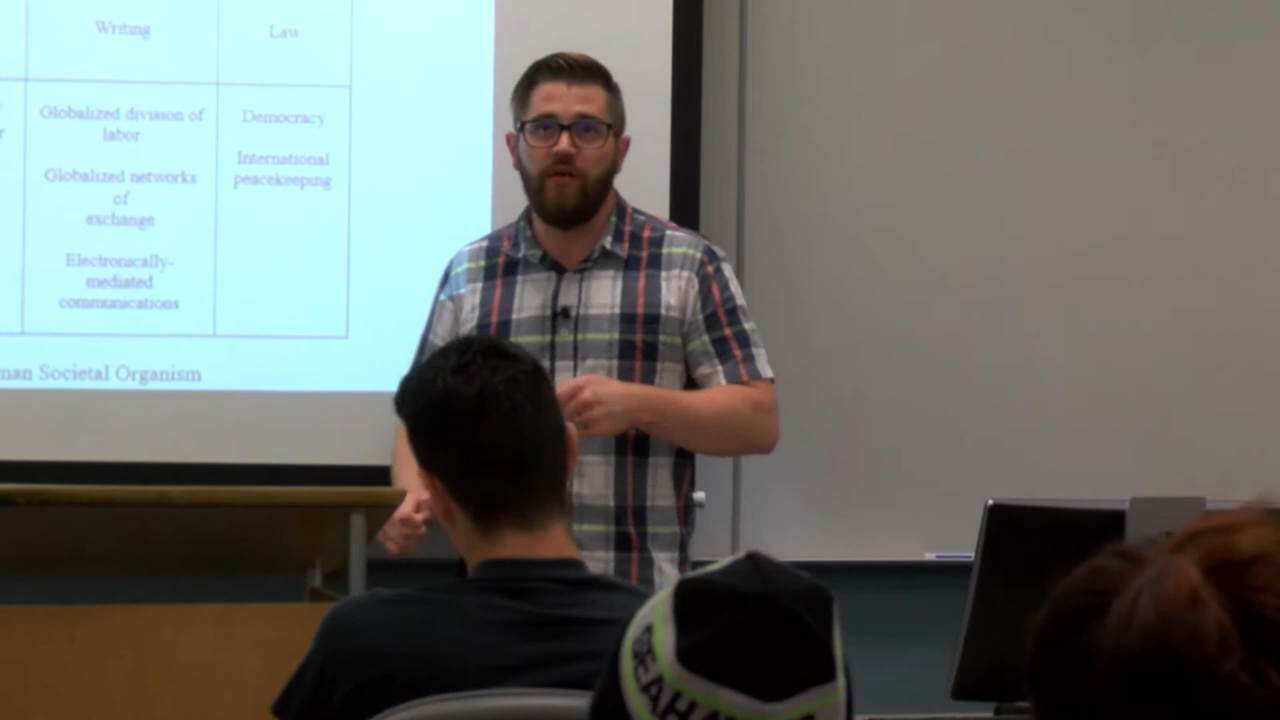 Writing
Law
Globalized division of
labor
Globalized networks
of
exchange
Electronically-
mediated
communications
Democracy
International
peacekeeping
man Societal Organism